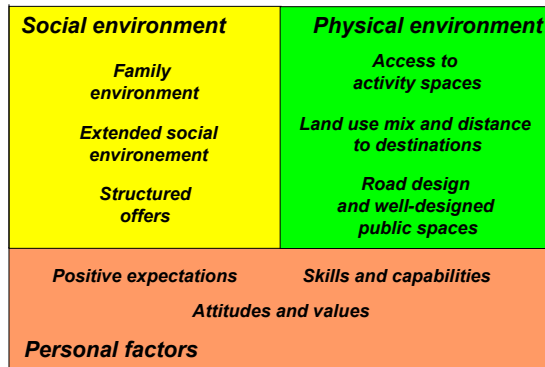 Social environment
Family
environment
Extended social
environement
Structured
offers
Physical environment
Access to
activity spaces
Land use mix and distance
to destinations
Road design
and well-designed
public spaces
Positive expectations
Skills and capabilities
Attitudes and values
Personal factors